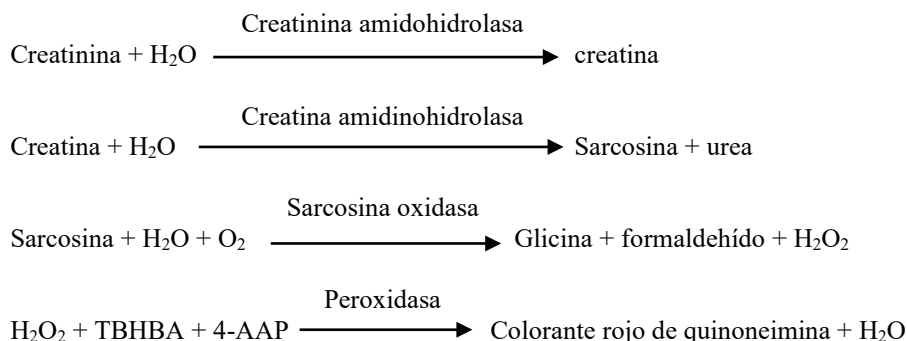 Creatinina amidohidrolasa
Creatinina + H₂O creatina
Creatina amidinohidrolasa
Creatina + H₂O Sarcosina + urea
Sarcosina oxidasa
Sarcosina + H₂O + O₂ Glicina + formaldehído + H₂O₂
Peroxidasa
H₂O₂ + TBHBA + 4-AAP Colorante rojo de quinoneimina + H₂O